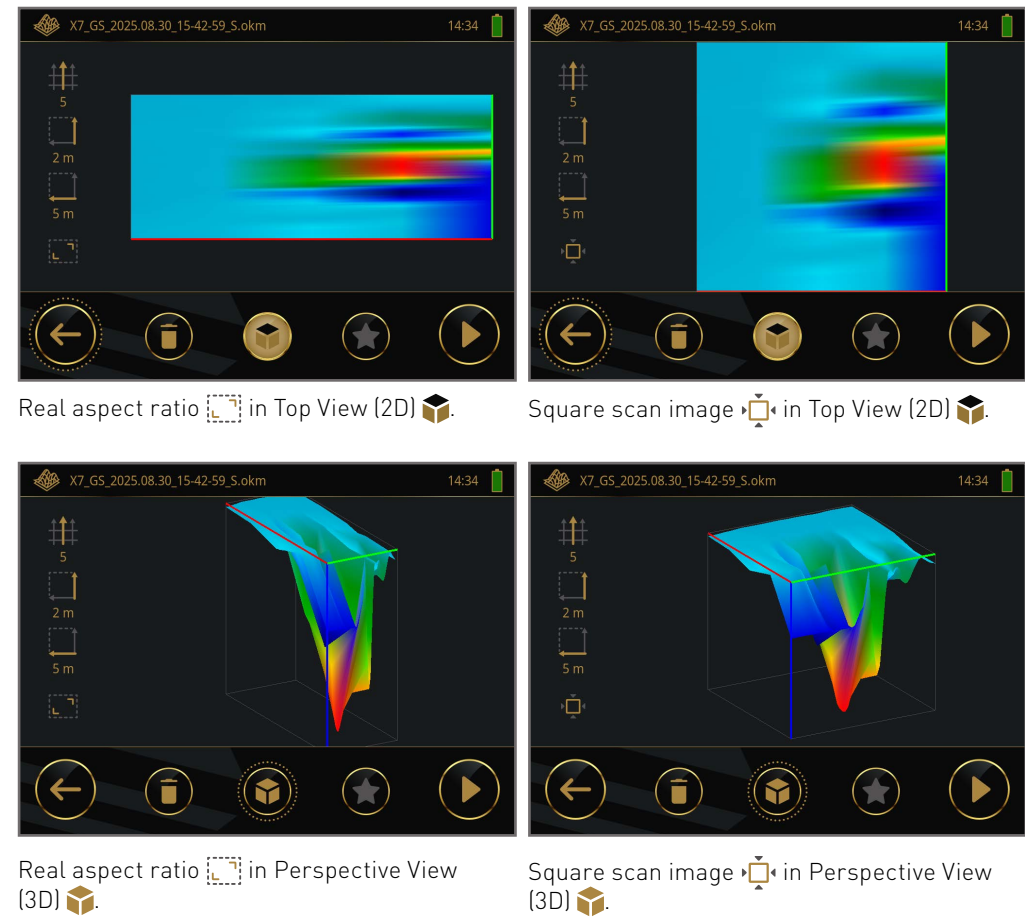 X7_GS_2025.08.30_15-42-59_S.okm 14:34
5
2 m
5 m
Real aspect ratio in Top View (2D) .
X7_GS_2025.08.30_15-42-59_S.okm 14:34
5
2 m
5 m
Square scan image in Top View (2D) .
X7_GS_2025.08.30_15-42-59_S.okm 14:34
5
2 m
5 m
Real aspect ratio in Perspective View
(3D) .
X7_GS_2025.08.30_15-42-59_S.okm 14:34
5
2 m
5 m
Square scan image in Perspective View
(3D) .